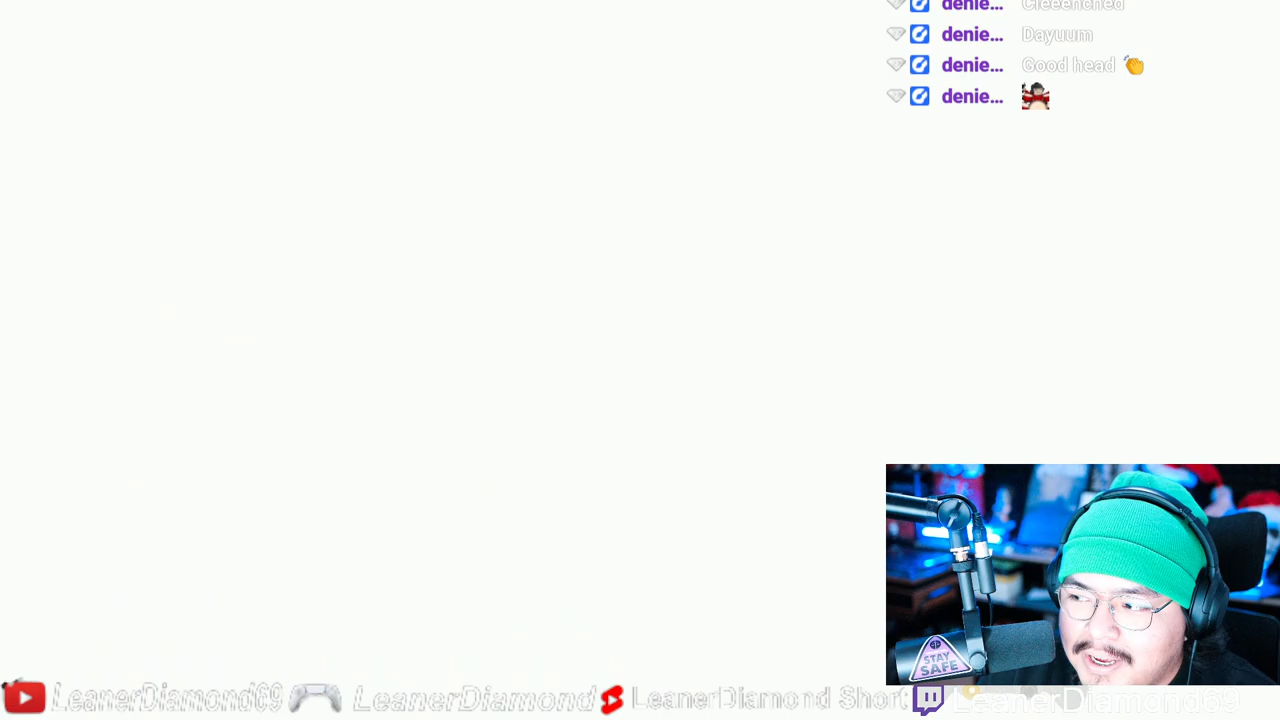 denie... Cleeenched
denie... Dayuum
denie... Good head 👏
denie...
STAY
SAFE
LeanerDiamond69 LeanerDiamond LeanerDiamond Short LeanerDiamond69